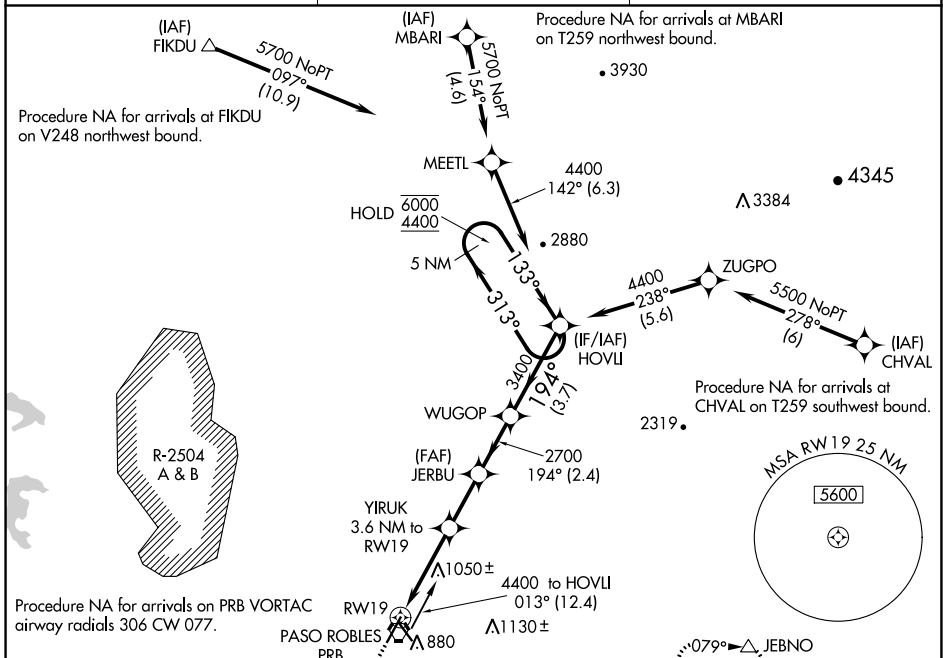 (IAF)
FIKDU
5700 NoPT
097°
(10.9)
(IAF)
MBARI
5700 NoPT
154°
(4.6)
Procedure NA for arrivals at MBARI
on T259 northwest bound.
3930
Procedure NA for arrivals at FIKDU
on V248 northwest bound.
MEETL
4400
142° (6.3)
4345
3384
HOLD 6000
4400
5 NM
2880
133°
313°
ZUGPO
4400
238°
(5.6)
5500 NoPT
278°
(6)
(IF/IAF)
HOVLI
(IAF)
CHVAL
3400
194°
(3.7)
Procedure NA for arrivals at
CHVAL on T259 southwest bound.
WUGOP
2319
R-2504
A & B
(FAF)
JERBU
2700
194° (2.4)
MSA RW19 25 NM
5600
YIRUK
3.6 NM to
RW19
1050±
4400 to HOVLI
013° (12.4)
Procedure NA for arrivals on PRB VORTAC
airway radials 306 CW 077.
RW19
PASO ROBLES
PRB
880
1130±
079°
JEBNO